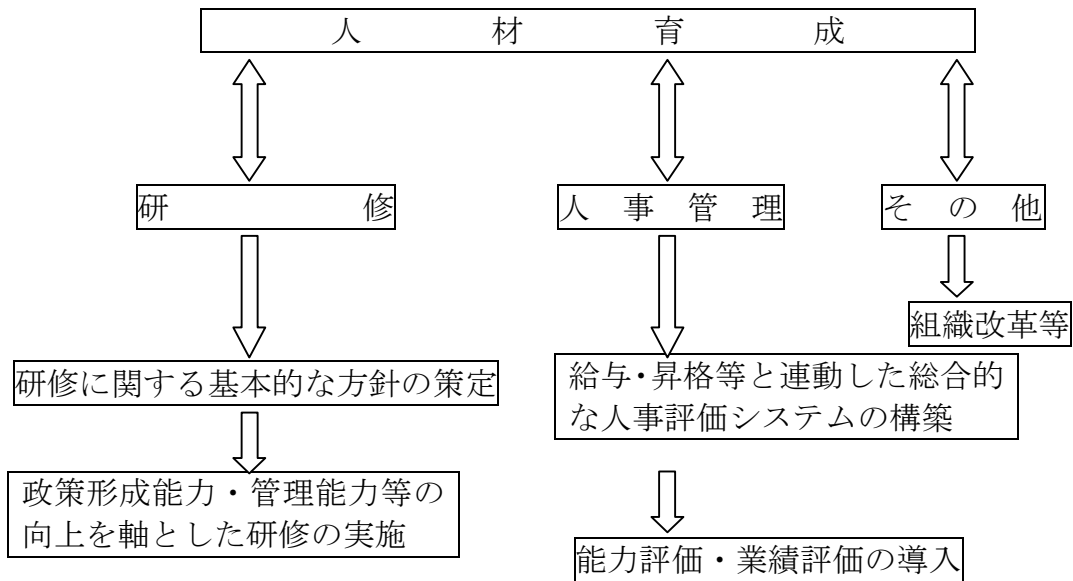 人材育成
研修
人事管理
その他
組織改革等
研修に関する基本的な方針の策定
給与・昇格等と連動した総合的
な人事評価システムの構築
政策形成能力・管理能力等の
向上を軸とした研修の実施
能力評価・業績評価の導入